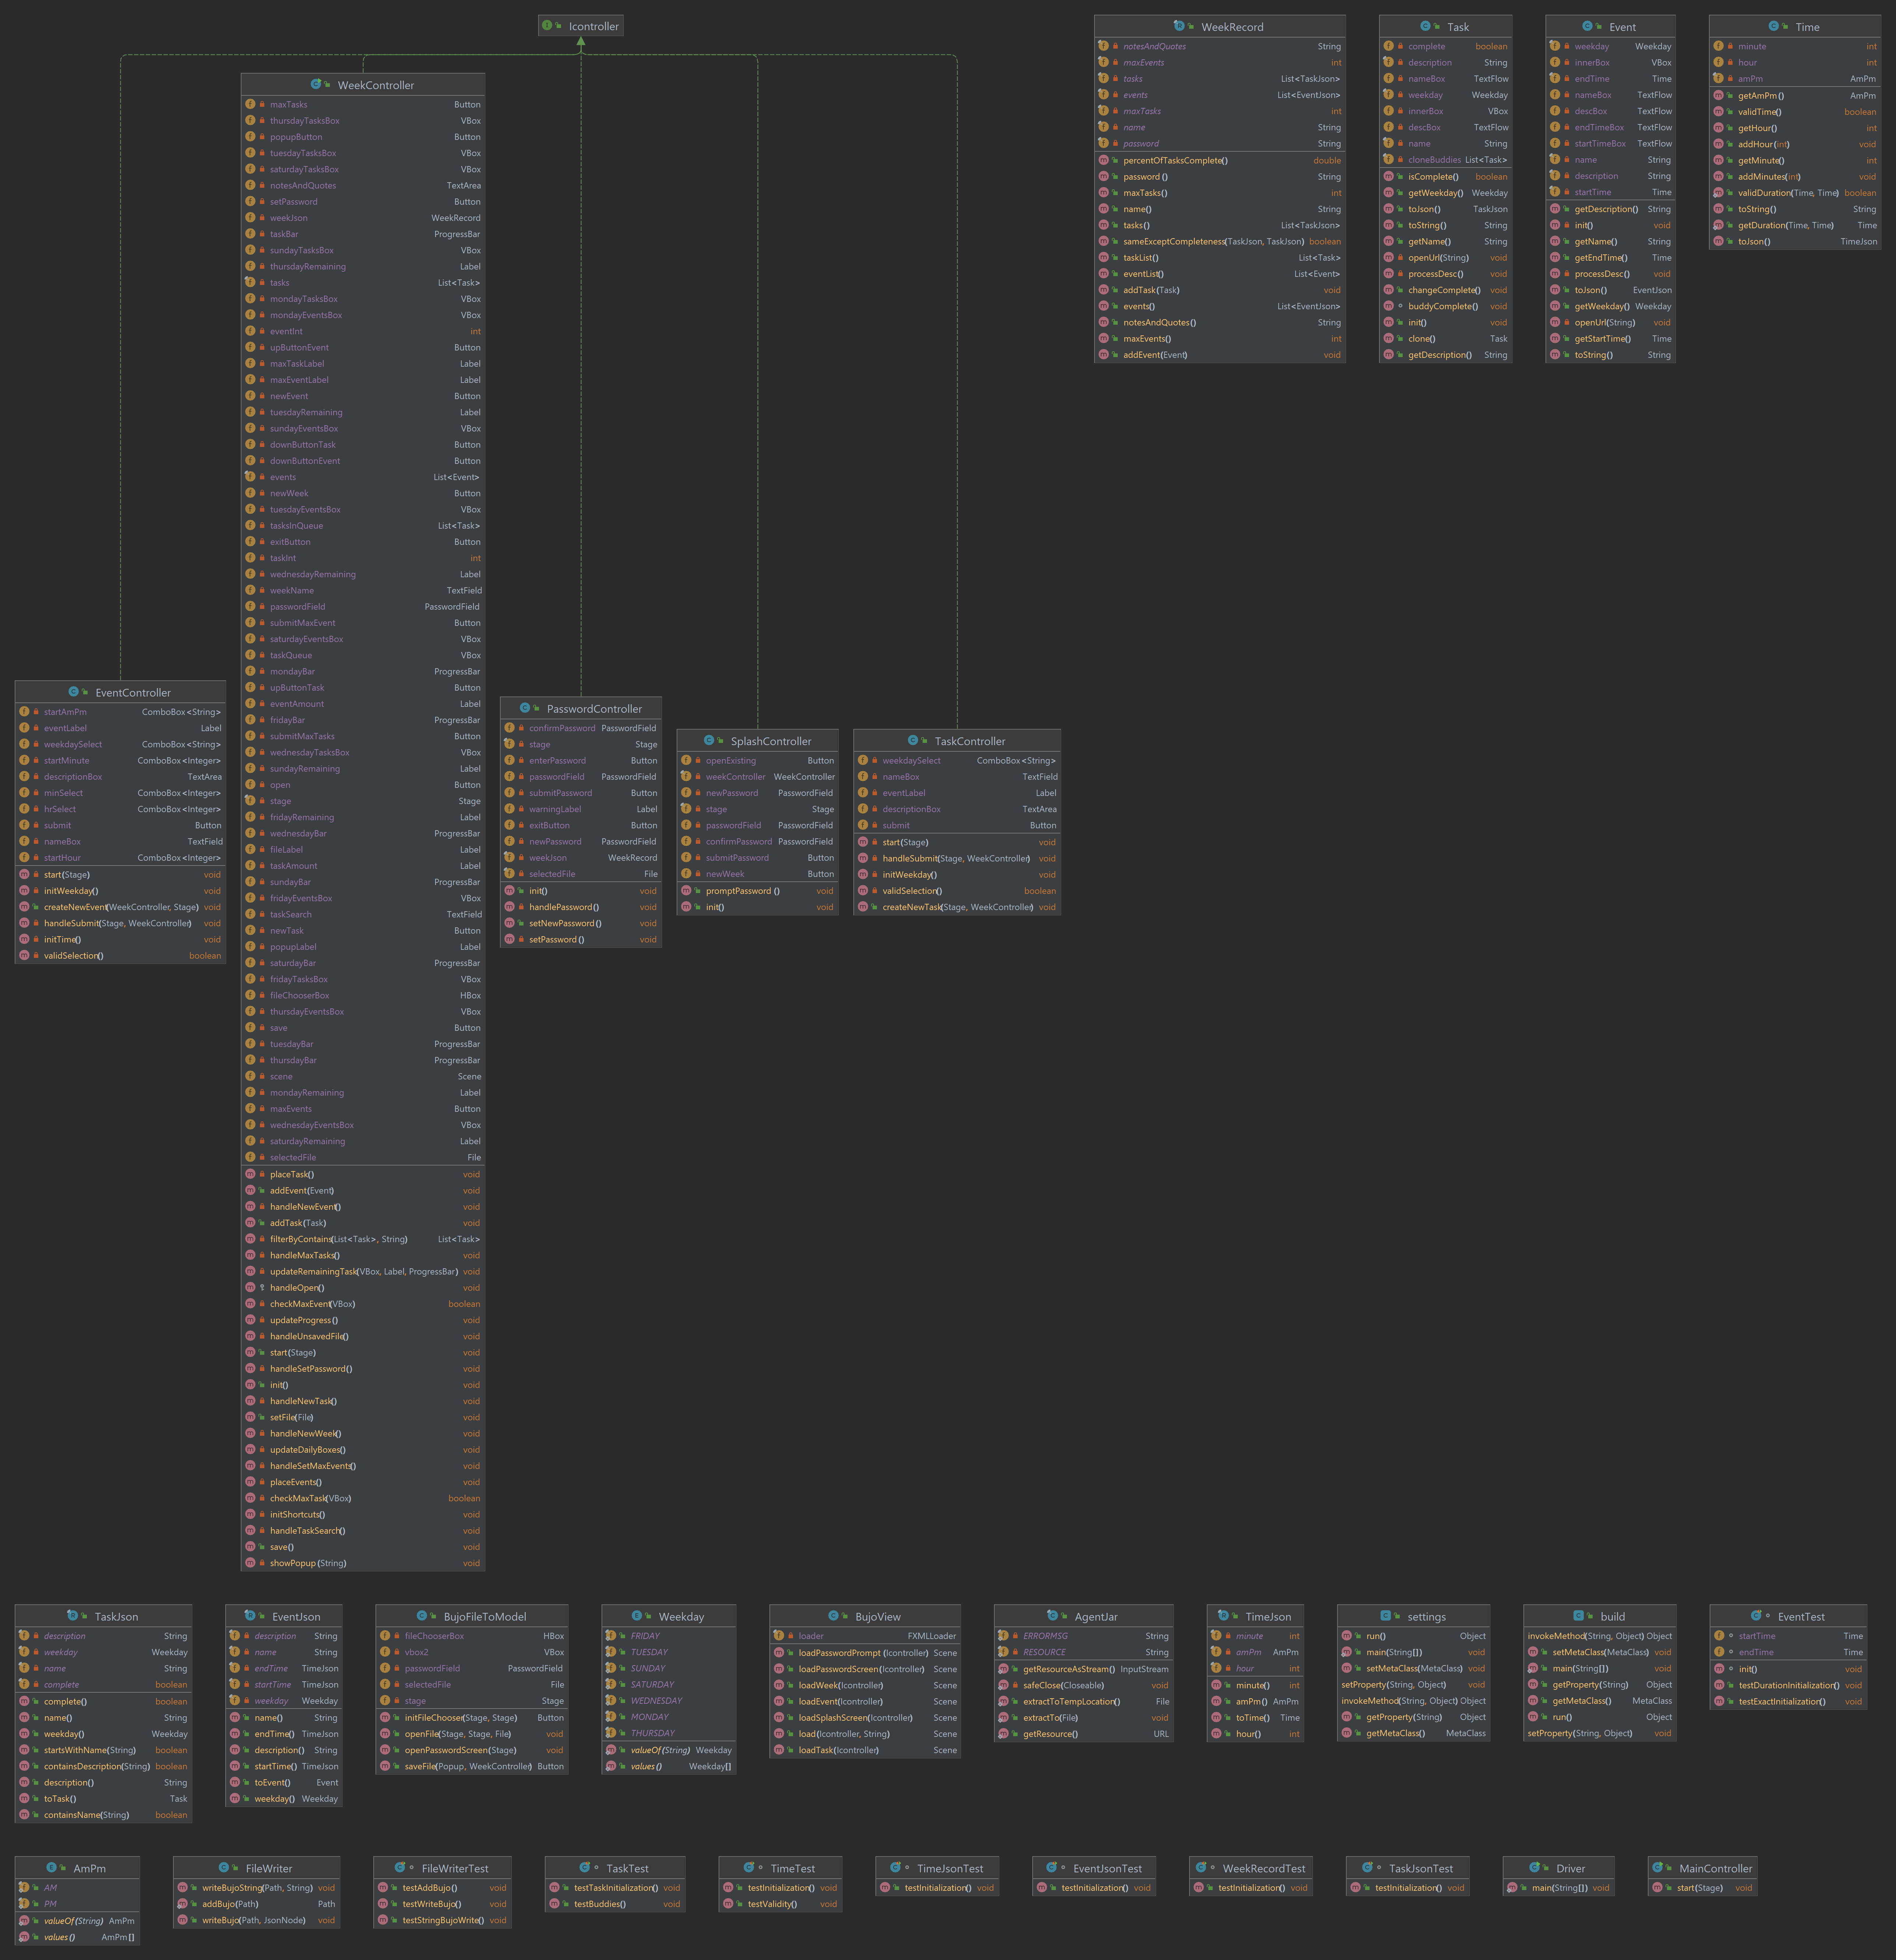 Icontroller
WeekRecord
notesAndQuotes String
maxEvents int
tasks List<TaskJson>
events List<EventJson>
maxTasks int
name String
password String
percentOfTasksComplete() double
password() String
maxTasks() int
name() String
tasks() List<TaskJson>
sameExceptCompleteness(TaskJson, TaskJson) boolean
taskList() List<Task>
eventList() List<Event>
addTask(Task) void
events() List<EventJson>
notesAndQuotes() String
maxEvents() int
addEvent(Event) void
Task
complete boolean
description String
nameBox TextFlow
weekday Weekday
innerBox VBox
descBox TextFlow
name String
cloneBuddies List<Task>
isComplete() boolean
getWeekday() Weekday
toJson() TaskJson
toString() String
getName() String
openUrl(String) void
processDesc() void
changeComplete() void
buddyComplete() void
init() void
clone() Task
getDescription() String
Event
weekday Weekday
innerBox VBox
endTime Time
nameBox TextFlow
descBox TextFlow
endTimeBox TextFlow
startTimeBox TextFlow
name String
description String
startTime Time
getDescription() String
init() void
getName() String
getEndTime() Time
processDesc() void
toJson() EventJson
getWeekday() Weekday
openUrl(String) void
getStartTime() Time
toString() String
Time
minute int
hour int
amPm AmPm
getAmPm() AmPm
validTime() boolean
getHour() int
addHour(int) void
getMinute() int
addMinutes(int) void
validDuration(Time, Time) boolean
toString() String
getDuration(Time, Time) Time
toJson() TimeJson
WeekController
maxTasks Button
thursdayTasksBox VBox
popupButton Button
tuesdayTasksBox VBox
saturdayTasksBox VBox
notesAndQuotes TextArea
setPassword Button
weekJson WeekRecord
taskBar ProgressBar
sundayTasksBox VBox
thursdayRemaining Label
tasks List<Task>
mondayTasksBox VBox
mondayEventsBox VBox
eventInt int
upButtonEvent Button
maxTaskLabel Label
maxEventLabel Label
newEvent Button
tuesdayRemaining Label
sundayEventsBox VBox
downButtonTask Button
downButtonEvent Button
events List<Event>
newWeek Button
tuesdayEventsBox VBox
tasksInQueue List<Task>
exitButton Button
taskInt int
wednesdayRemaining Label
weekName TextField
passwordField PasswordField
submitMaxEvent Button
saturdayEventsBox VBox
taskQueue VBox
mondayBar ProgressBar
upButtonTask Button
eventAmount Label
fridayBar ProgressBar
submitMaxTasks Button
wednesdayTasksBox VBox
sundayRemaining Label
open Button
stage Stage
fridayRemaining Label
wednesdayBar ProgressBar
fileLabel Label
taskAmount Label
sundayBar ProgressBar
fridayEventsBox VBox
taskSearch TextField
newTask Button
popupLabel Label
saturdayBar ProgressBar
fridayTasksBox VBox
fileChooserBox HBox
thursdayEventsBox VBox
save Button
tuesdayBar ProgressBar
thursdayBar ProgressBar
scene Scene
mondayRemaining Label
maxEvents Button
wednesdayEventsBox VBox
saturdayRemaining Label
selectedFile File
placeTask() void
addEvent(Event) void
handleNewEvent() void
addTask(Task) void
filterByContains(List<Task>, String) List<Task>
handleMaxTasks() void
updateRemainingTask(VBox, Label, ProgressBar) void
handleOpen() void
checkMaxEvent(VBox) boolean
updateProgress() void
handleUnsavedFile() void
start(Stage) void
handleSetPassword() void
init() void
handleNewTask() void
setFile(File) void
handleNewWeek() void
updateDailyBoxes() void
handleSetMaxEvents() void
placeEvents() void
checkMaxTask(VBox) boolean
initShortcuts() void
handleTaskSearch() void
save() void
showPopup(String) void
EventController
startAmPm ComboBox<String>
eventLabel Label
weekdaySelect ComboBox<String>
startMinute ComboBox<Integer>
descriptionBox TextArea
minSelect ComboBox<Integer>
hrSelect ComboBox<Integer>
submit Button
nameBox TextField
startHour ComboBox<Integer>
start(Stage) void
initWeekday() void
createNewEvent(WeekController, Stage) void
handleSubmit(Stage, WeekController) void
initTime() void
validSelection() boolean
PasswordController
confirmPassword PasswordField
stage Stage
enterPassword Button
passwordField PasswordField
submitPassword Button
warningLabel Label
exitButton Button
newPassword PasswordField
weekJson WeekRecord
selectedFile File
init() void
handlePassword() void
setNewPassword() void
setPassword() void
SplashController
openExisting Button
weekController WeekController
newPassword PasswordField
stage Stage
passwordField PasswordField
confirmPassword PasswordField
submitPassword Button
newWeek Button
promptPassword() void
init() void
TaskController
weekdaySelect ComboBox<String>
nameBox TextField
eventLabel Label
descriptionBox TextArea
submit Button
start(Stage) void
handleSubmit(Stage, WeekController) void
initWeekday() void
validSelection() boolean
createNewTask(Stage, WeekController) void
TaskJson
description String
weekday Weekday
name String
complete boolean
complete() boolean
name() String
weekday() Weekday
startsWithName(String) boolean
containsDescription(String) boolean
description() String
toTask() Task
containsName(String) boolean
EventJson
description String
name String
endTime TimeJson
startTime TimeJson
weekday Weekday
name() String
endTime() TimeJson
description() String
startTime() TimeJson
toEvent() Event
weekday() Weekday
BujoFileToModel
fileChooserBox HBox
vbox2 VBox
passwordField PasswordField
selectedFile File
stage Stage
initFileChooser(Stage, Stage) Button
openFile(Stage, Stage, File) void
openPasswordScreen(Stage) void
saveFile(Popup, WeekController) Button
Weekday
FRIDAY
TUESDAY
SUNDAY
SATURDAY
WEDNESDAY
MONDAY
THURSDAY
valueOf(String) Weekday
values() Weekday[]
BujoView
loader FXMLLoader
loadPasswordPrompt(Icontroller) Scene
loadPasswordScreen(Icontroller) Scene
loadWeek(Icontroller) Scene
loadEvent(Icontroller) Scene
loadSplashScreen(Icontroller) Scene
load(Icontroller, String) Scene
loadTask(Icontroller) Scene
AgentJar
ERRORMSG String
RESOURCE String
getResourceAsStream() InputStream
safeClose(Closeable) void
extractToTempLocation() File
extractTo(File) void
getResource() URL
TimeJson
minute int
amPm AmPm
hour int
minute() int
amPm() AmPm
toTime() Time
hour() int
settings
run() Object
main(String[]) void
setMetaClass(MetaClass) void
setProperty(String, Object) void
invokeMethod(String, Object) Object
getProperty(String) Object
getMetaClass() MetaClass
build
invokeMethod(String, Object) Object
setMetaClass(MetaClass) void
main(String[]) void
getProperty(String) Object
getMetaClass() MetaClass
run() Object
setProperty(String, Object) void
EventTest
startTime Time
endTime Time
init() void
testDurationInitialization() void
testExactInitialization() void
AmPm
AM
PM
valueOf(String) AmPm
values() AmPm[]
FileWriter
writeBujoString(Path, String) void
addBujo(Path) Path
writeBujo(Path, JsonNode) void
FileWriterTest
testAddBujo() void
testWriteBujo() void
testStringBujoWrite() void
TaskTest
testTaskInitialization() void
testBuddies() void
TimeTest
testInitialization() void
testValidity() void
TimeJsonTest
testInitialization() void
EventJsonTest
testInitialization() void
WeekRecordTest
testInitialization() void
TaskJsonTest
testInitialization() void
Driver
main(String[]) void
MainController
start(Stage) void